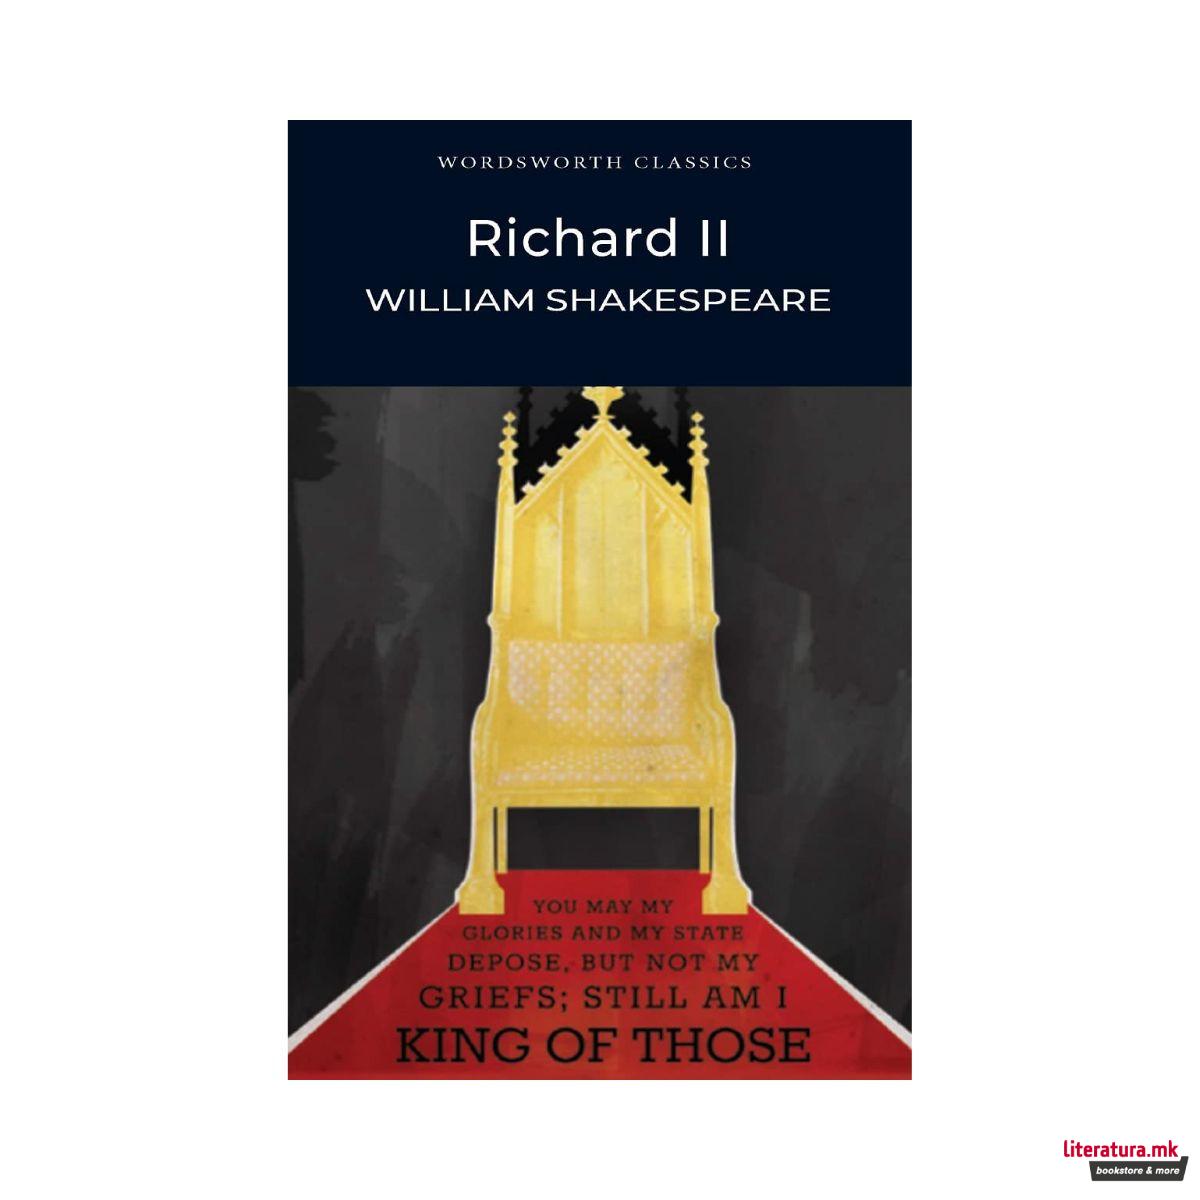 WORDSWORTH CLASSICS
Richard II
WILLIAM SHAKESPEARE
YOU MAY MY
GLORIES AND MY STATE
DEPOSE, BUT NOT MY
GRIEFS; STILL AM I
KING OF THOSE
literatura.mk
bookstore & more